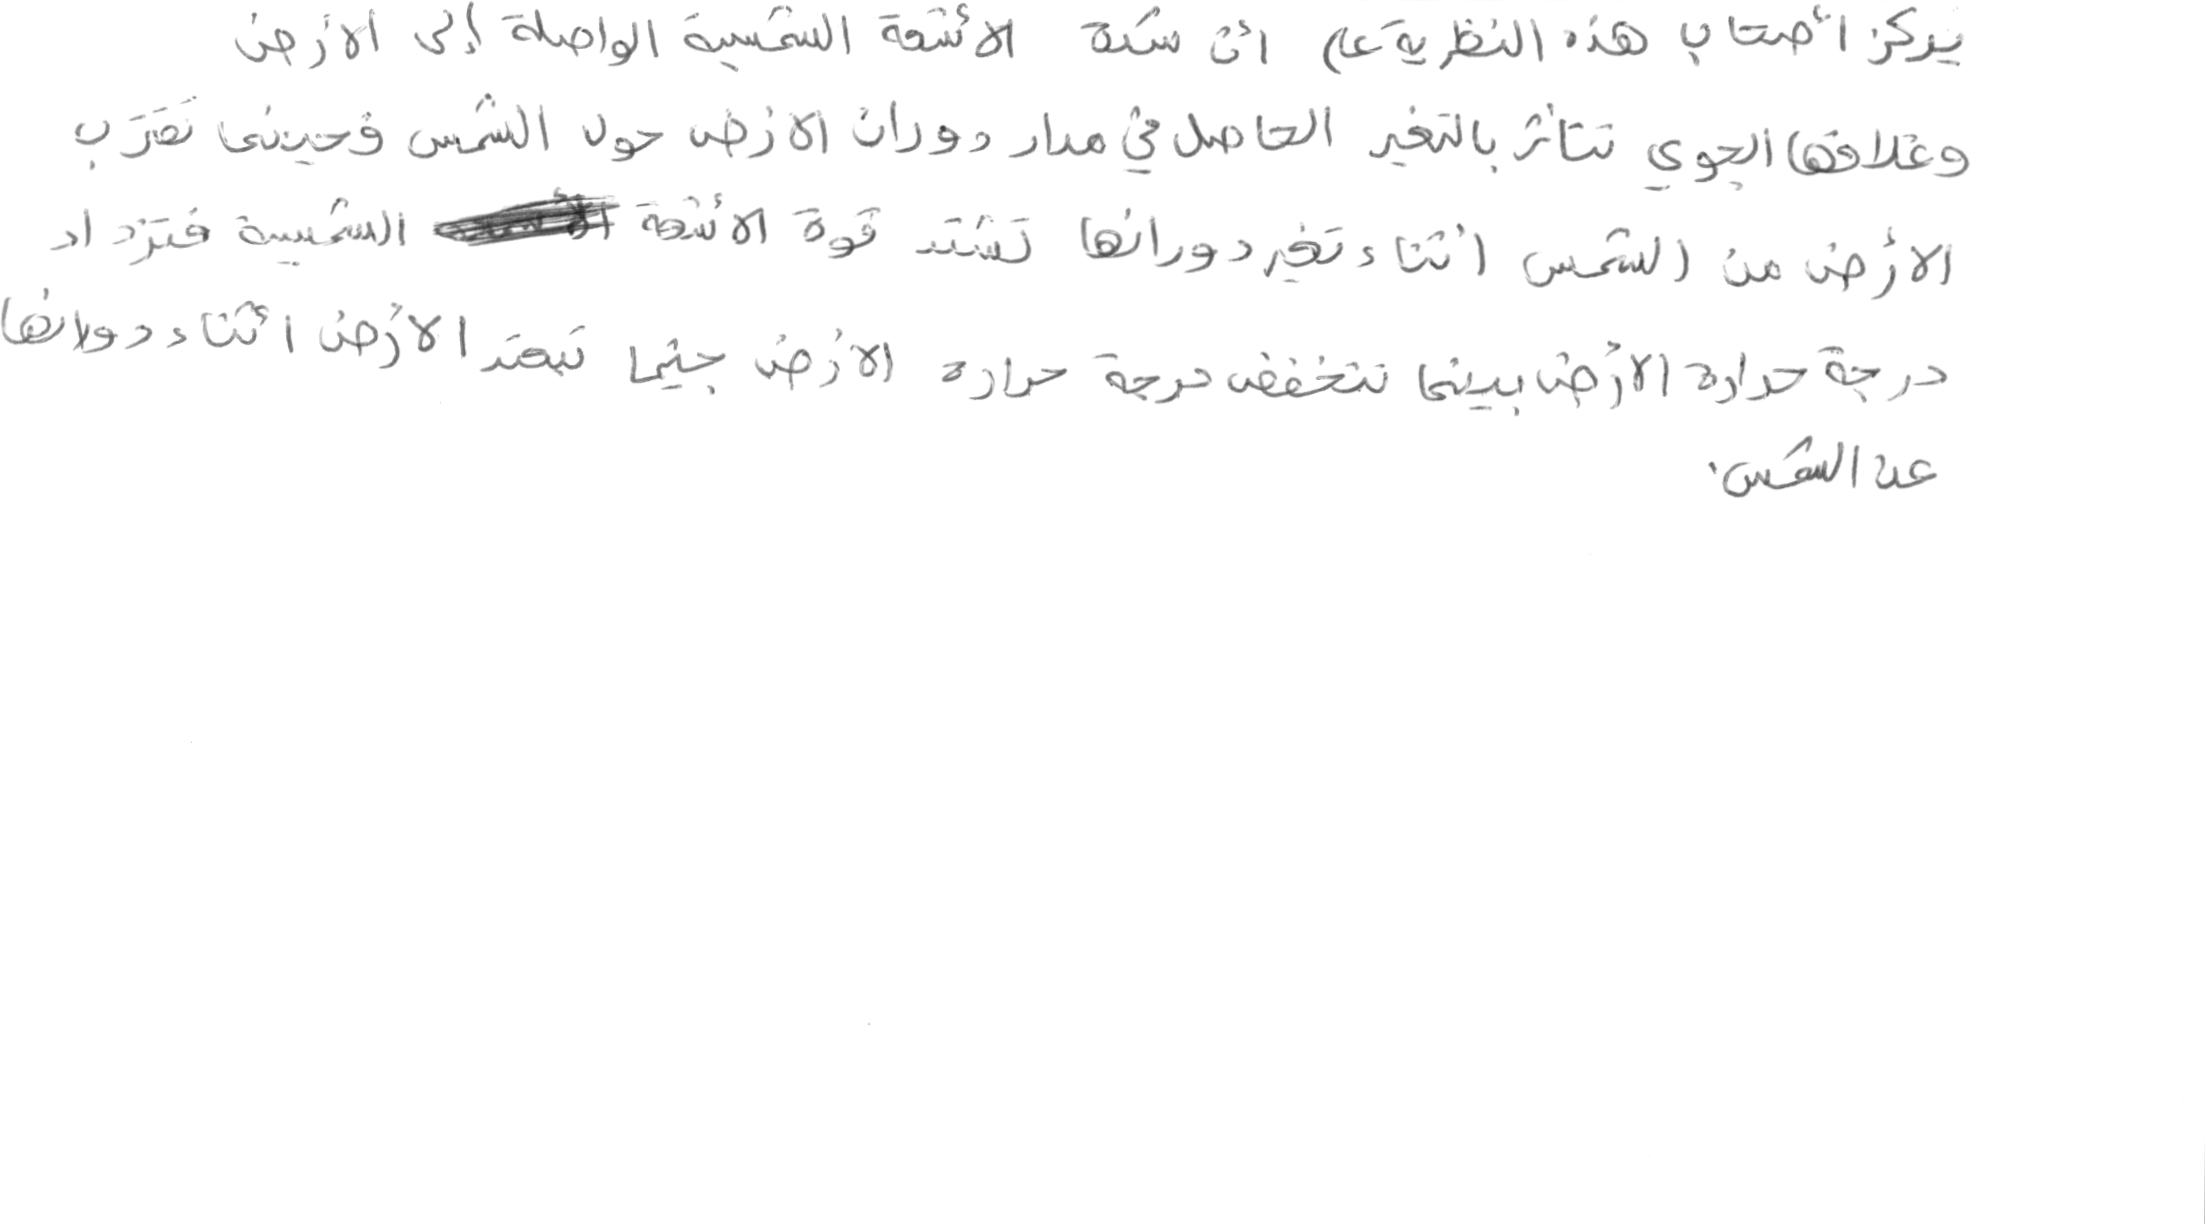 يركز أصحاب هذه النظرية على أن شدة الأشعة الشمسية الواصلة إلى الأرض
وغلافها الجوي تتأثر بالتغير الحاصل في مدار دوران الأرض حول الشمس فحينما تقترب
الأرض من الشمس أثناء تغير دورانها تشتد قوة الأشعة الشمسية فتزداد
درجة حرارة الأرض بينما تنخفض درجة حرارة الأرض حينما تبتعد الأرض أثناء دورانها
عن الشمس.